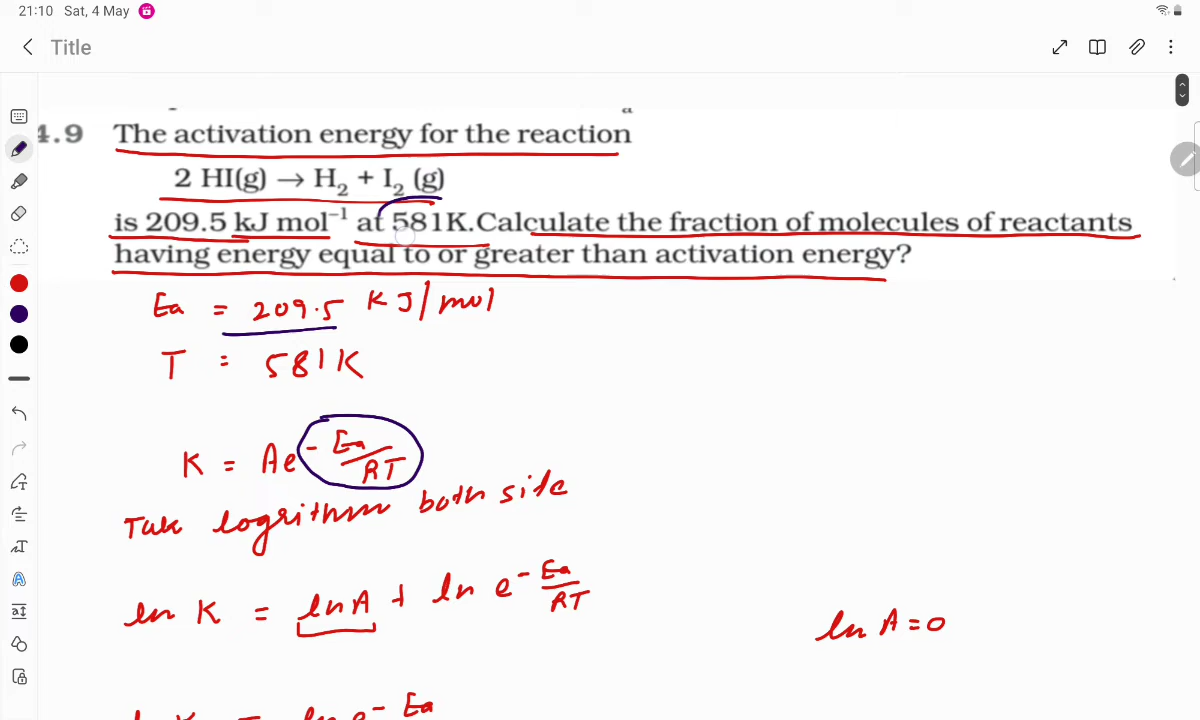 21:10 Sat, 4 May
Title
4.9 The activation energy for the reaction
2 HI(g) → H₂ + I₂ (g)
is 209.5 kJ mol⁻¹ at 581K.Calculate the fraction of molecules of reactants
having energy equal to or greater than activation energy?
Ea = 209.5 KJ/mol
T = 581K
K = Ae^-Ea/RT
Take logrithm both side
ln K = ln A + ln e^-Ea/RT
ln A = 0
ln e^-Ea